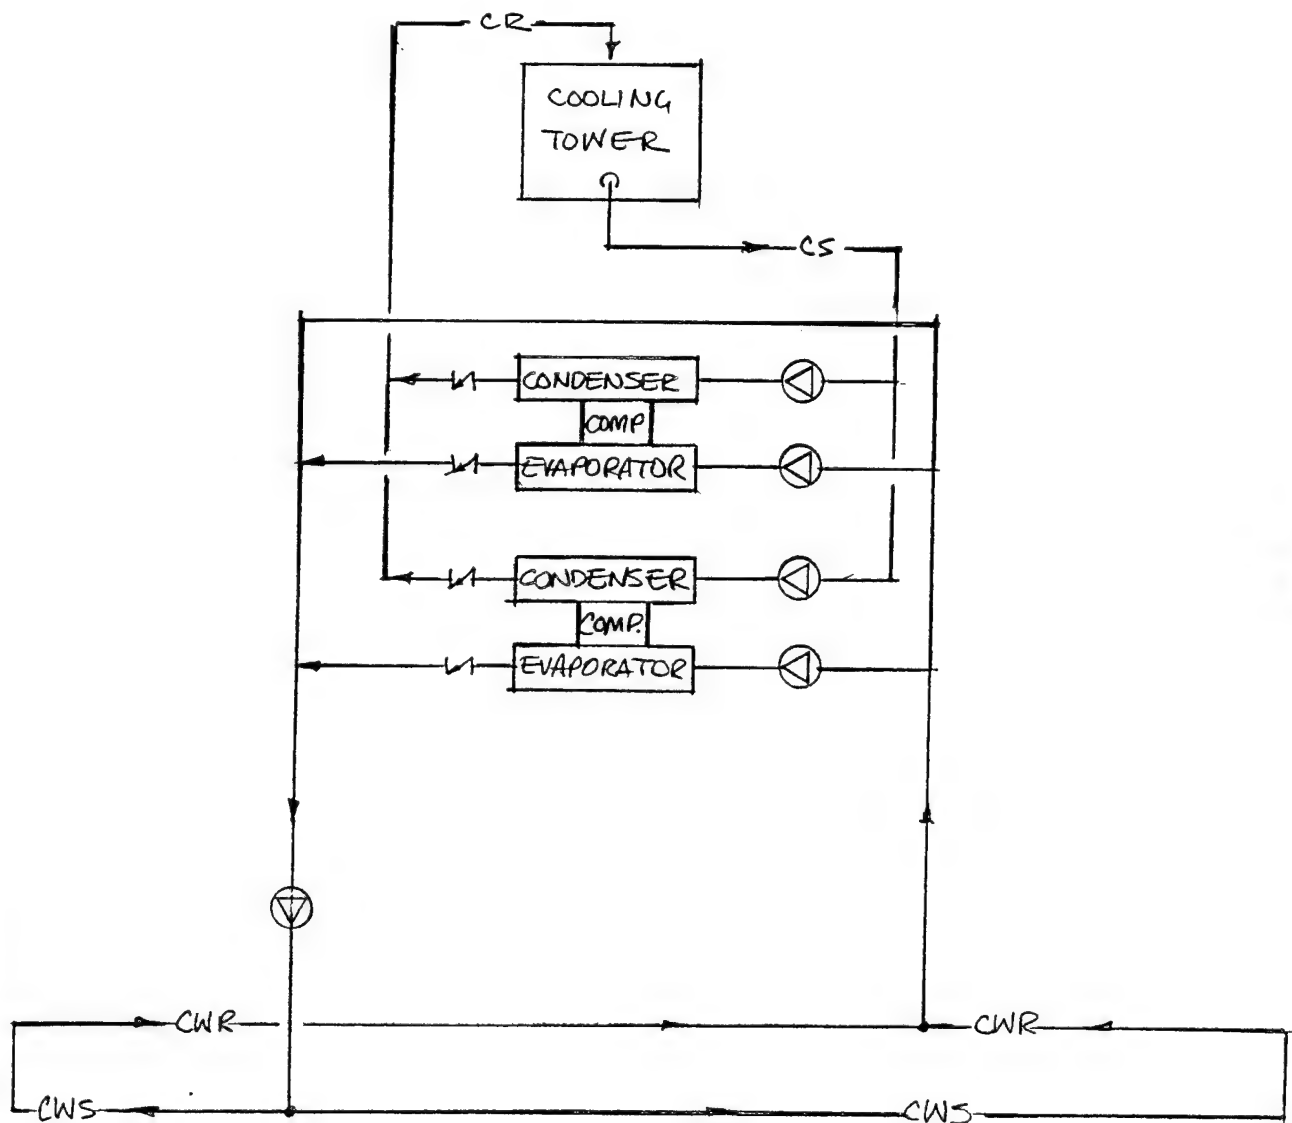 CR
COOLING
TOWER
CS
CONDENSER
COMP
EVAPORATOR
CONDENSER
COMP.
EVAPORATOR
CWR
CWR
CWS
CWS